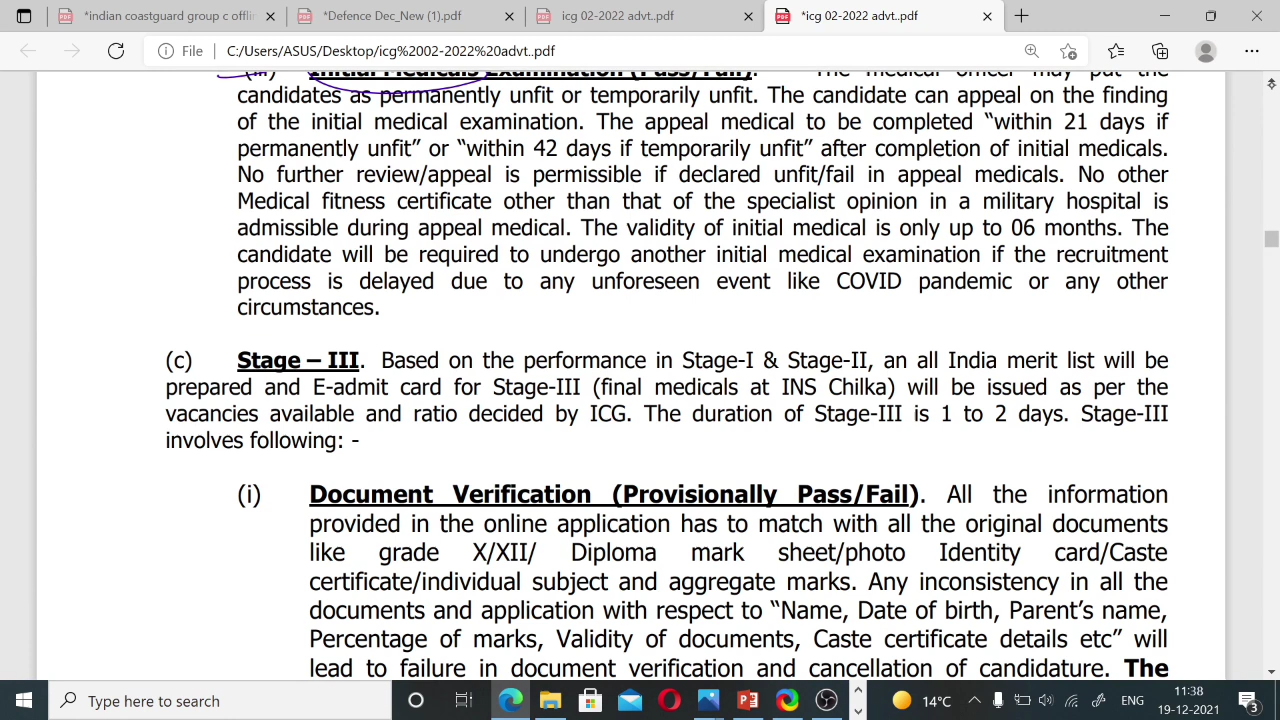 *indian coastguard group c offli
*Defence Dec_New (1).pdf
icg 02-2022 advt..pdf
*icg 02-2022 advt..pdf
File
C:/Users/ASUS/Desktop/icg%2002-2022%20advt..pdf
Initial Medicals Examination (Pass/Fail). The medical officer may put the
candidates as permanently unfit or temporarily unfit. The candidate can appeal on the finding
of the initial medical examination. The appeal medical to be completed “within 21 days if
permanently unfit” or “within 42 days if temporarily unfit” after completion of initial medicals.
No further review/appeal is permissible if declared unfit/fail in appeal medicals. No other
Medical fitness certificate other than that of the specialist opinion in a military hospital is
admissible during appeal medical. The validity of initial medical is only up to 06 months. The
candidate will be required to undergo another initial medical examination if the recruitment
process is delayed due to any unforeseen event like COVID pandemic or any other
circumstances.
(c) Stage – III. Based on the performance in Stage-I & Stage-II, an all India merit list will be
prepared and E-admit card for Stage-III (final medicals at INS Chilka) will be issued as per the
vacancies available and ratio decided by ICG. The duration of Stage-III is 1 to 2 days. Stage-III
involves following: -
(i) Document Verification (Provisionally Pass/Fail). All the information
provided in the online application has to match with all the original documents
like grade X/XII/ Diploma mark sheet/photo Identity card/Caste
certificate/individual subject and aggregate marks. Any inconsistency in all the
documents and application with respect to “Name, Date of birth, Parent’s name,
Percentage of marks, Validity of documents, Caste certificate details etc” will
lead to failure in document verification and cancellation of candidature. The
Type here to search
14°C
ENG
11:38
19-12-2021
3